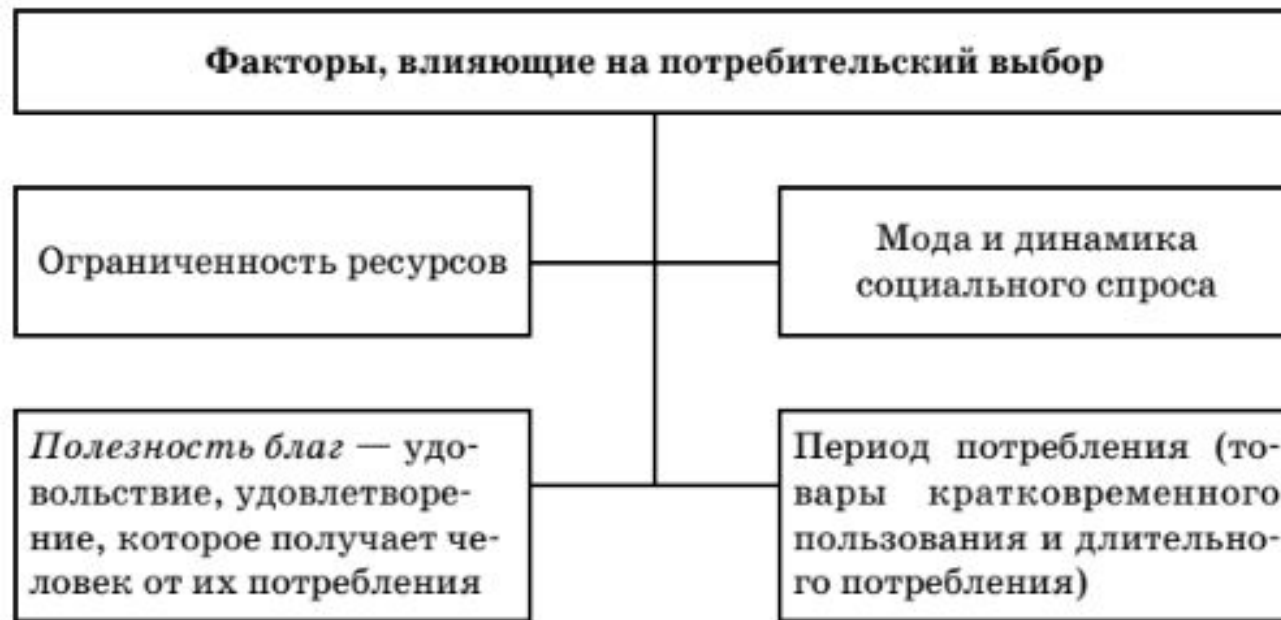 Факторы, влияющие на потребительский выбор
Ограниченность ресурсов
Мода и динамика
социального спроса
Полезность благ — удо-
вольствие, удовлетворе-
ние, которое получает че-
ловек от их потребления
Период потребления (то-
вары кратковременного
пользования и длительно-
го потребления)